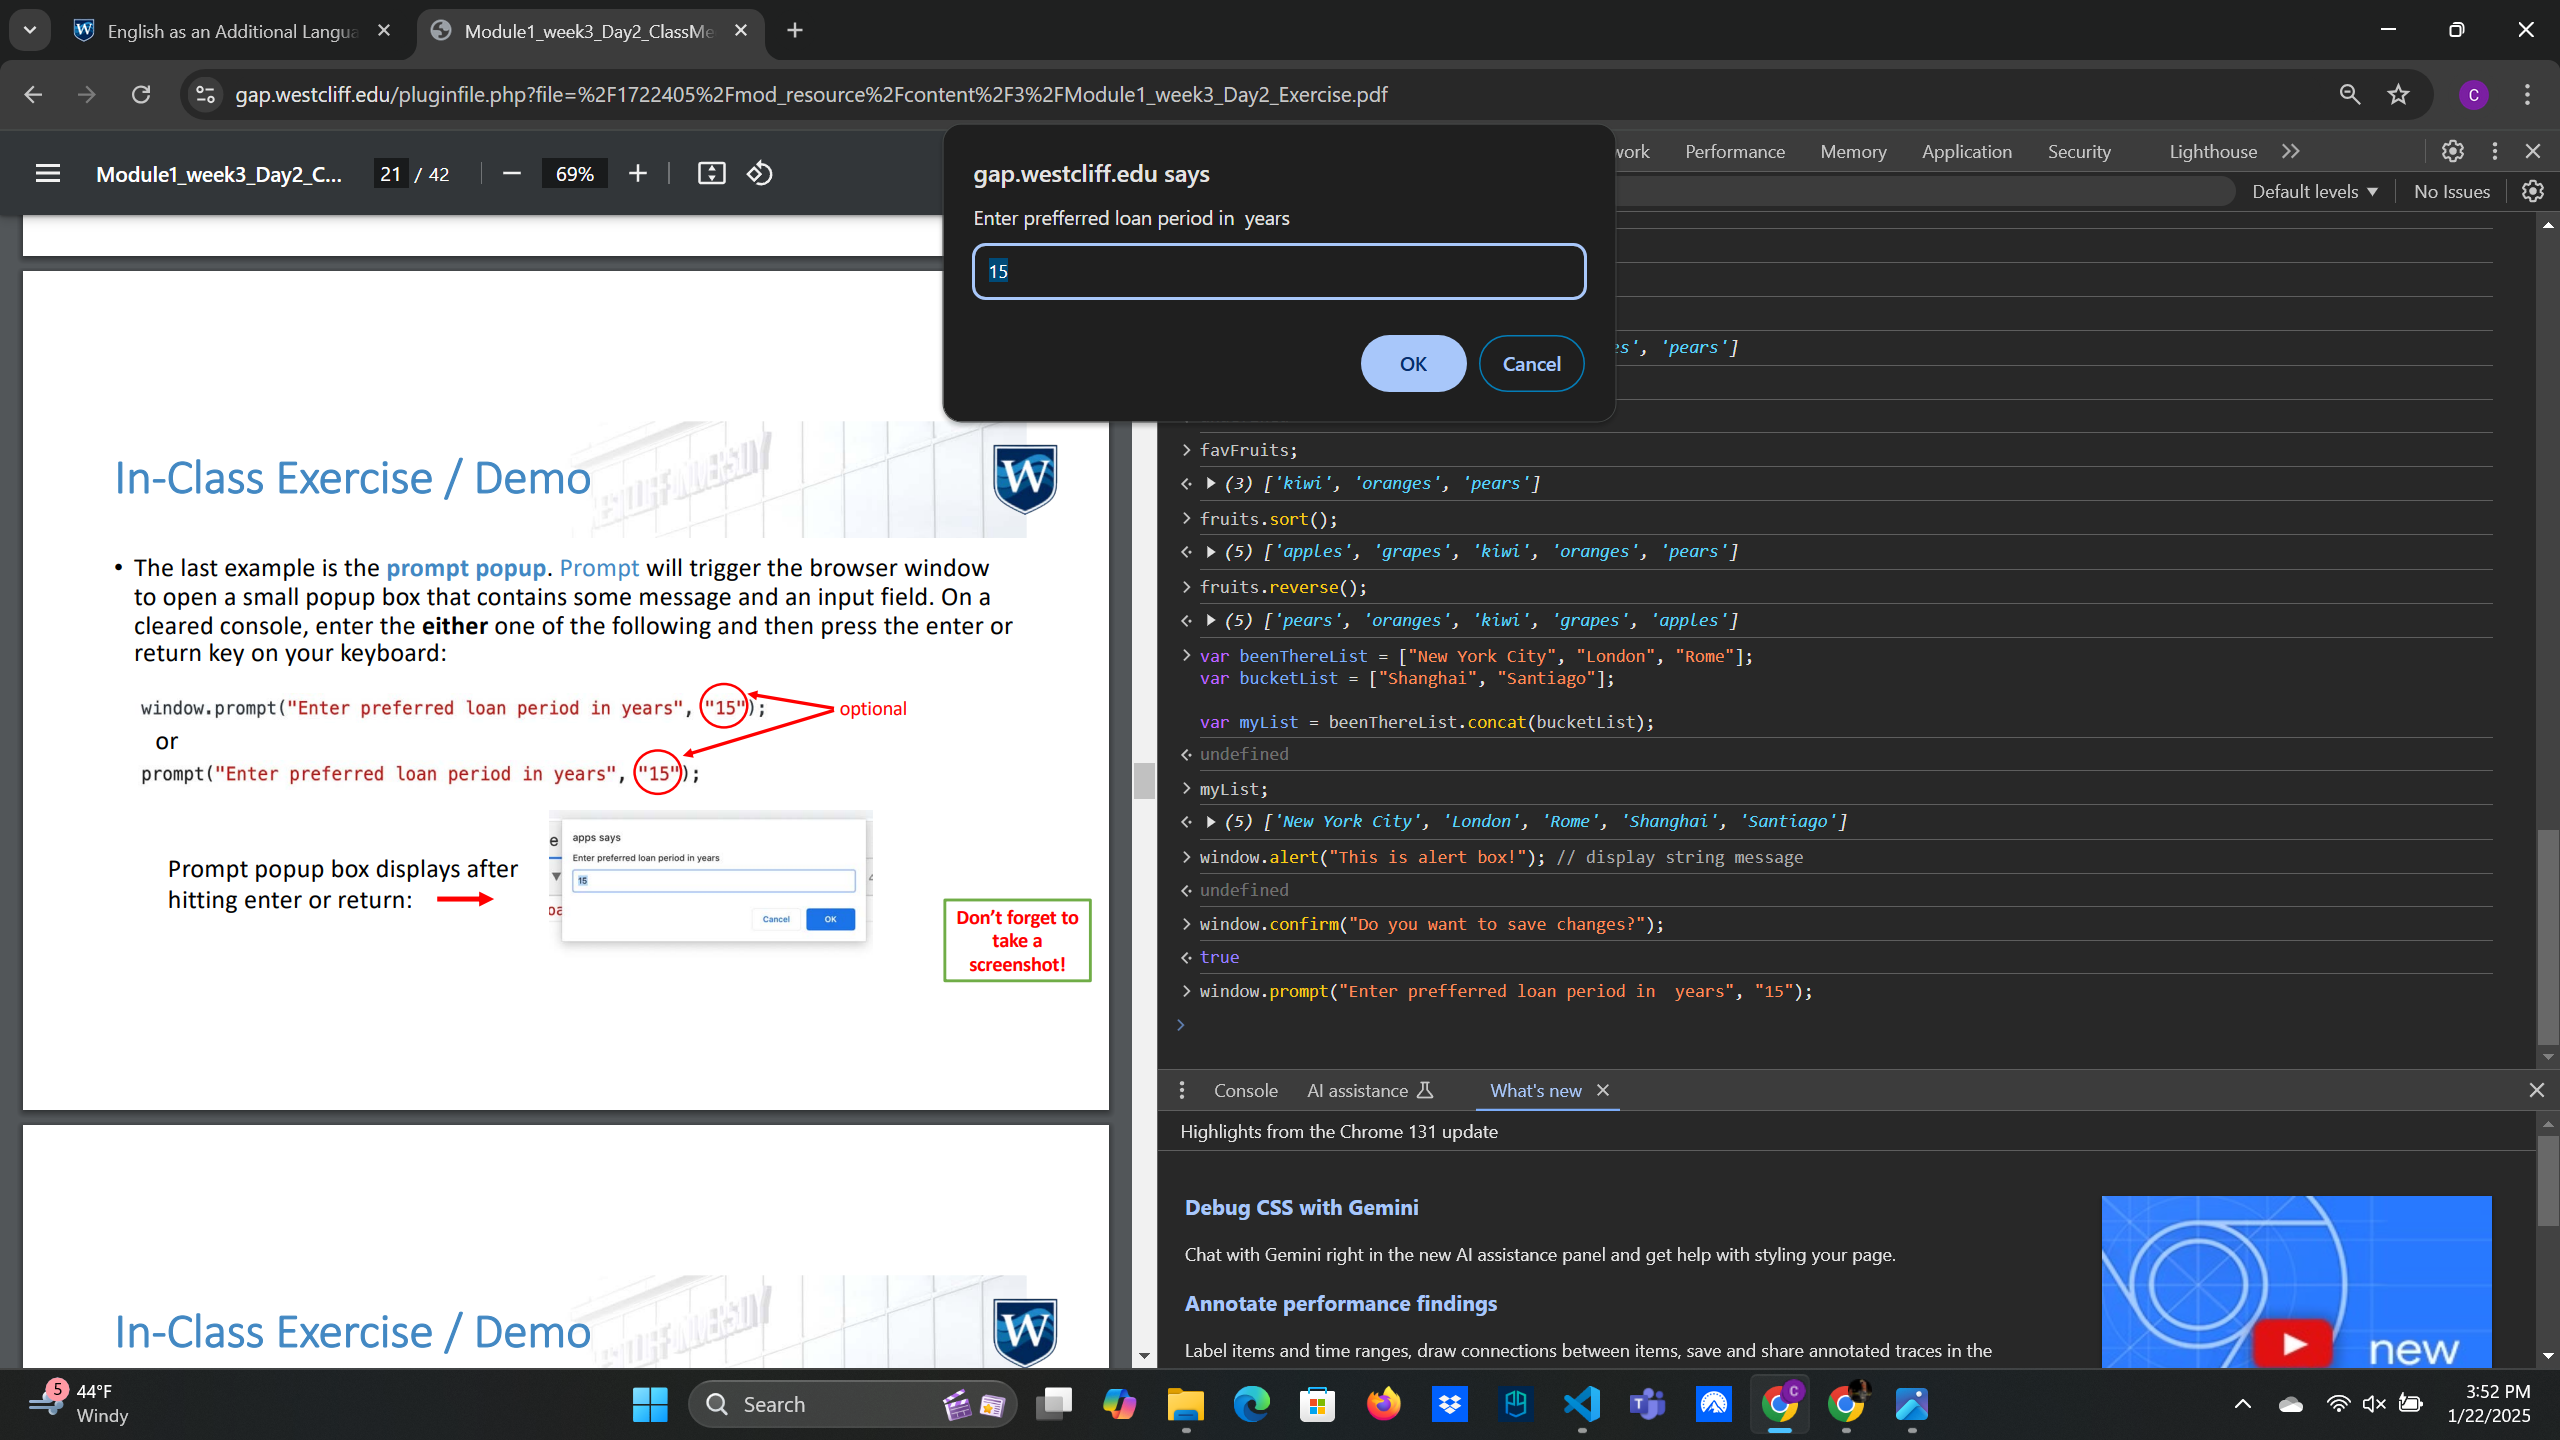 English as an Additional Langua
Module1_week3_Day2_ClassMe
gap.westcliff.edu/pluginfile.php?file=%2F1722405%2Fmod_resource%2Fcontent%2F3%2FModule1_week3_Day2_Exercise.pdf
C
Module1_week3_Day2_C...
21 / 42
69%
gap.westcliff.edu says
Enter prefferred loan period in  years
15
OK
Cancel
work
Performance
Memory
Application
Security
Lighthouse
Default levels
No Issues
In-Class Exercise / Demo
W
• The last example is the prompt popup. Prompt will trigger the browser window
to open a small popup box that contains some message and an input field. On a
cleared console, enter the either one of the following and then press the enter or
return key on your keyboard:
window.prompt("Enter preferred loan period in years", "15");
optional
or
prompt("Enter preferred loan period in years", "15");
Prompt popup box displays after
hitting enter or return:
apps says
Enter preferred loan period in years
15
Cancel
OK
Don't forget to
take a
screenshot!
In-Class Exercise / Demo
W
es', 'pears']
favFruits;
(3) ['kiwi', 'oranges', 'pears']
fruits.sort();
(5) ['apples', 'grapes', 'kiwi', 'oranges', 'pears']
fruits.reverse();
(5) ['pears', 'oranges', 'kiwi', 'grapes', 'apples']
var beenThereList = ["New York City", "London", "Rome"];
var bucketList = ["Shanghai", "Santiago"];
var myList = beenThereList.concat(bucketList);
undefined
myList;
(5) ['New York City', 'London', 'Rome', 'Shanghai', 'Santiago']
window.alert("This is alert box!"); // display string message
undefined
window.confirm("Do you want to save changes?");
true
window.prompt("Enter prefferred loan period in  years", "15");
Console
AI assistance
What's new
Highlights from the Chrome 131 update
Debug CSS with Gemini
Chat with Gemini right in the new AI assistance panel and get help with styling your page.
Annotate performance findings
Label items and time ranges, draw connections between items, save and share annotated traces in the
new
5
44°F
Windy
Search
C
3:52 PM
1/22/2025